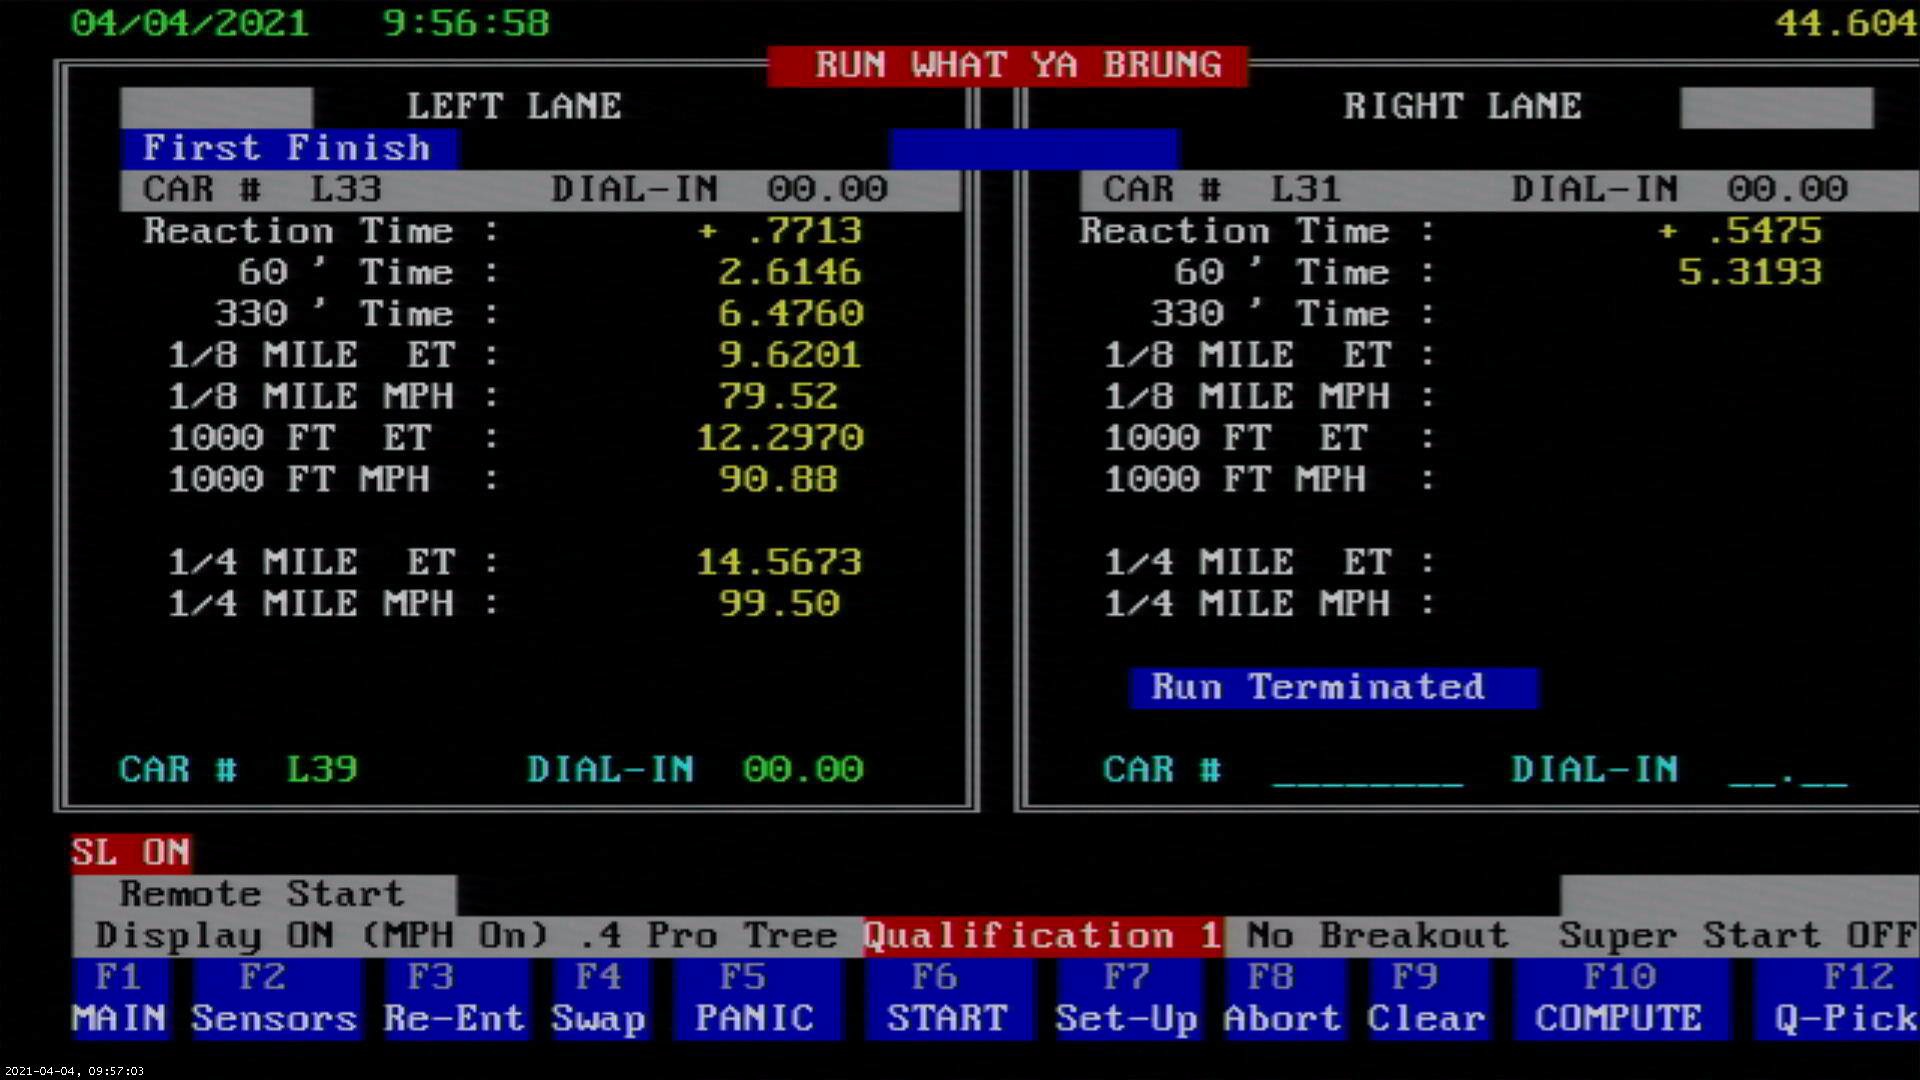 04/04/2021 9:56:58 44.604
RUN WHAT YA BRUNG
LEFT LANE
First Finish
CAR # L33 DIAL-IN 00.00
Reaction Time : + .7713
60 ' Time : 2.6146
330 ' Time : 6.4760
1/8 MILE ET : 9.6201
1/8 MILE MPH : 79.52
1000 FT ET : 12.2970
1000 FT MPH : 90.88
1/4 MILE ET : 14.5673
1/4 MILE MPH : 99.50
CAR # L39 DIAL-IN 00.00
RIGHT LANE
CAR # L31 DIAL-IN 00.00
Reaction Time : + .5475
60 ' Time : 5.3193
330 ' Time :
1/8 MILE ET :
1/8 MILE MPH :
1000 FT ET :
1000 FT MPH :
1/4 MILE ET :
1/4 MILE MPH :
Run Terminated
CAR # ________ DIAL-IN __.__
SL ON
Remote Start
Display ON (MPH On) .4 Pro Tree Qualification 1 No Breakout Super Start OFF
F1 F2 F3 F4 F5 F6 F7 F8 F9 F10 F12
MAIN Sensors Re-Ent Swap PANIC START Set-Up Abort Clear COMPUTE Q-Pick
2021-04-04, 09:57:03